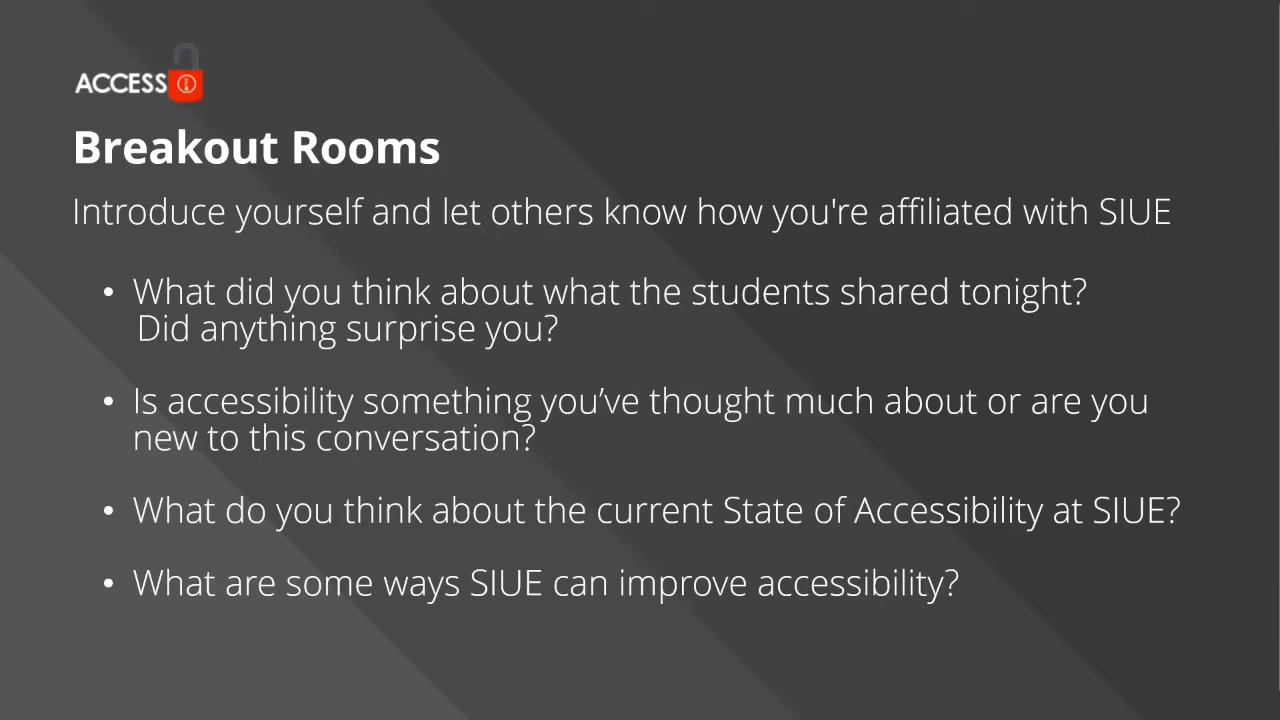 ACCESS
Breakout Rooms
Introduce yourself and let others know how you're affiliated with SIUE
• What did you think about what the students shared tonight?
Did anything surprise you?
• Is accessibility something you’ve thought much about or are you
new to this conversation?
• What do you think about the current State of Accessibility at SIUE?
• What are some ways SIUE can improve accessibility?